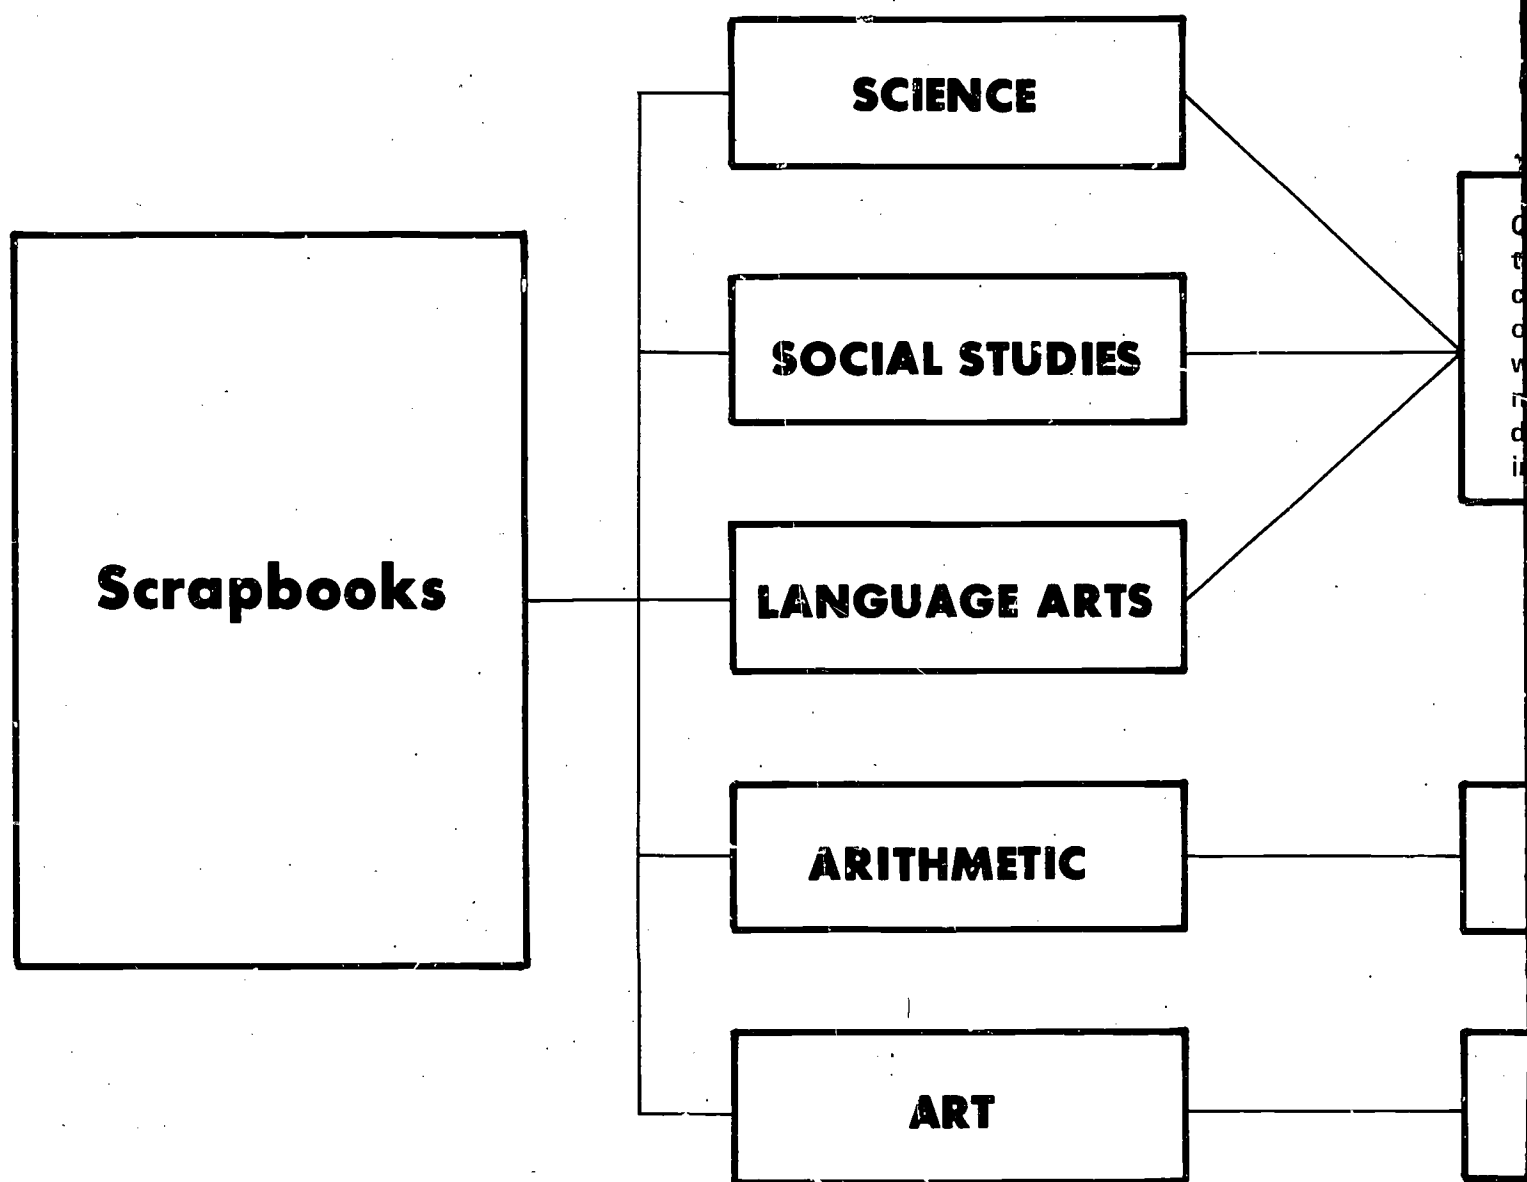 SCIENCE
SOCIAL STUDIES
Scrapbooks
LANGUAGE ARTS
ARITHMETIC
ART